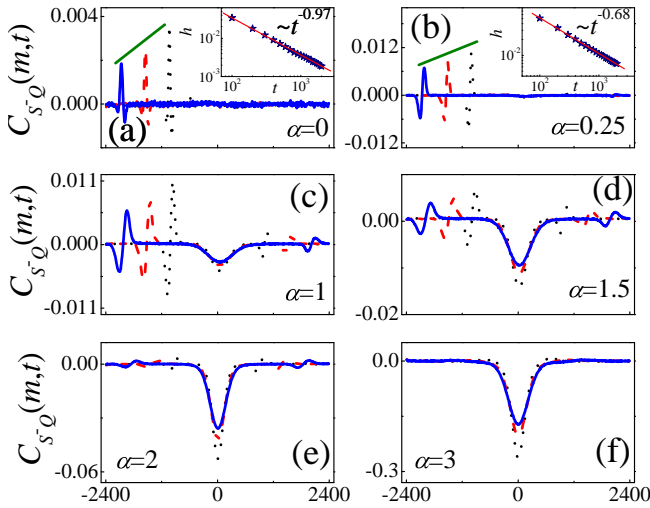 C_{S^-Q}(m,t)
0.004
0.000
(a)
α=0
h
10^{-2}
10^{-3}
10^2
t
10^3
~t^{-0.97}
0.012
0.000
-0.012
(b)
α=0.25
h
10^{-2}
10^2
t
10^3
~t^{-0.68}
C_{S^-Q}(m,t)
0.011
0.000
-0.011
(c)
α=1
0.00
-0.02
(d)
α=1.5
C_{S^-Q}(m,t)
0.00
-0.06
(e)
α=2
-2400
0
2400
0.0
-0.3
(f)
α=3
-2400
0
2400